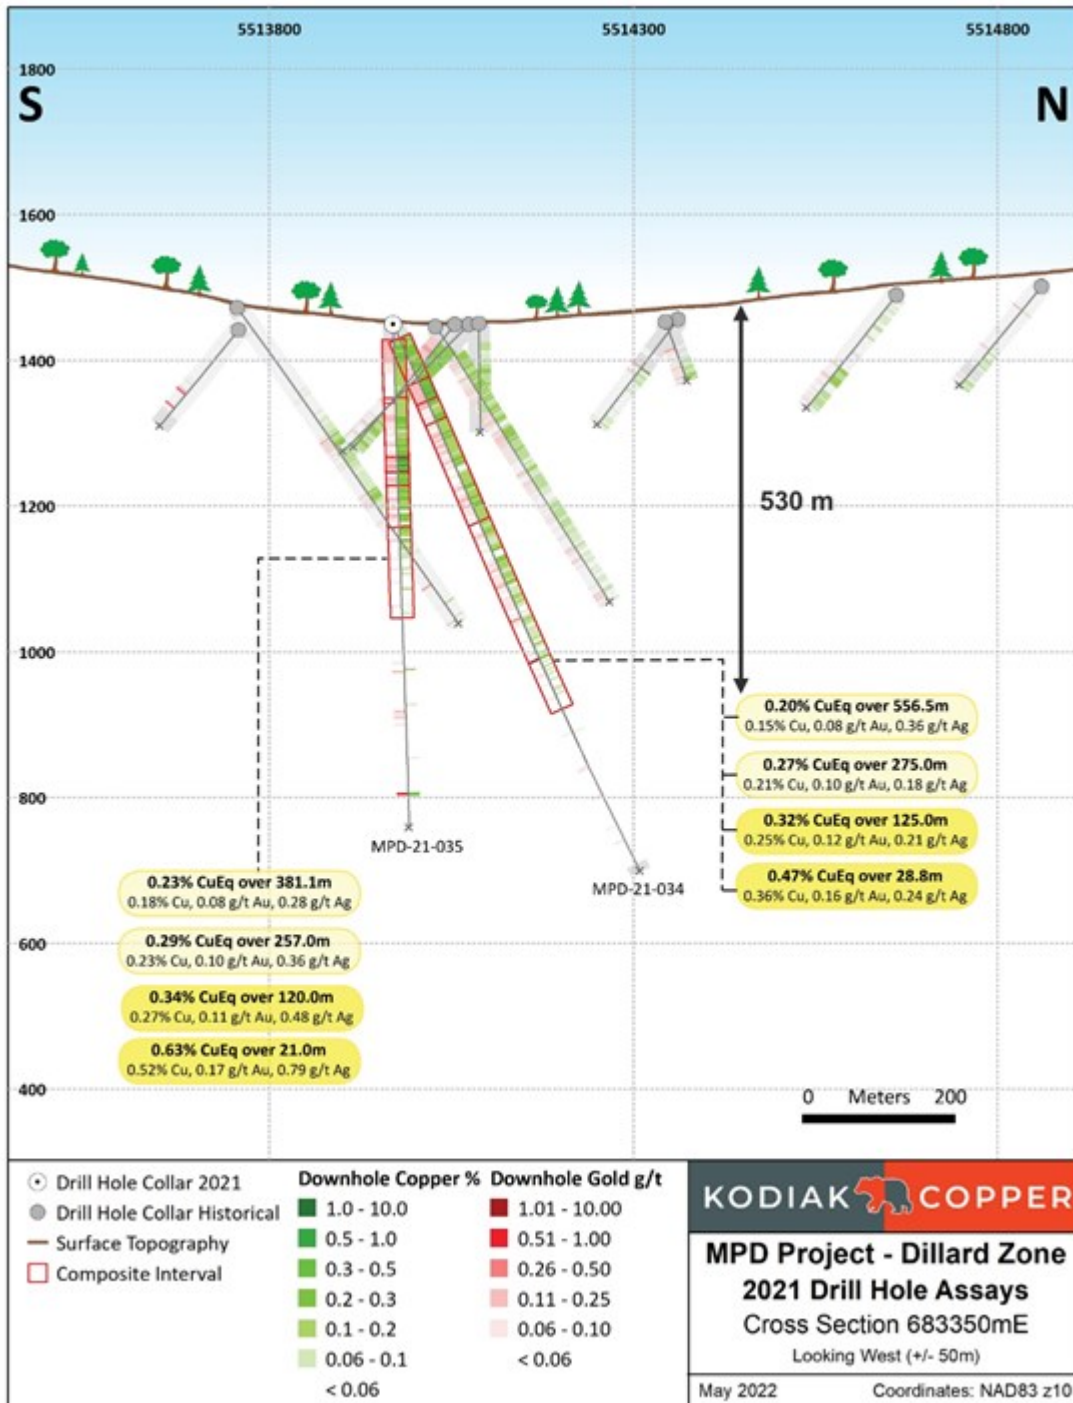 5513800 5514300 5514800
1800
S N
1600
1400
1200
530 m
1000
0.20% CuEq over 556.5m
0.15% Cu, 0.08 g/t Au, 0.36 g/t Ag
0.27% CuEq over 275.0m
0.21% Cu, 0.10 g/t Au, 0.18 g/t Ag
800
0.32% CuEq over 125.0m
0.25% Cu, 0.12 g/t Au, 0.21 g/t Ag
MPD-21-035
0.47% CuEq over 28.8m
0.36% Cu, 0.16 g/t Au, 0.24 g/t Ag
MPD-21-034
0.23% CuEq over 381.1m
0.18% Cu, 0.08 g/t Au, 0.28 g/t Ag
600
0.29% CuEq over 257.0m
0.23% Cu, 0.10 g/t Au, 0.36 g/t Ag
0.34% CuEq over 120.0m
0.27% Cu, 0.11 g/t Au, 0.48 g/t Ag
0.63% CuEq over 21.0m
0.52% Cu, 0.17 g/t Au, 0.79 g/t Ag
400
0 Meters 200
Drill Hole Collar 2021
Drill Hole Collar Historical
Surface Topography
Composite Interval
Downhole Copper %
1.0 - 10.0
0.5 - 1.0
0.3 - 0.5
0.2 - 0.3
0.1 - 0.2
0.06 - 0.1
< 0.06
Downhole Gold g/t
1.01 - 10.00
0.51 - 1.00
0.26 - 0.50
0.11 - 0.25
0.06 - 0.10
< 0.06
KODIAK COPPER
MPD Project - Dillard Zone
2021 Drill Hole Assays
Cross Section 683350mE
Looking West (+/- 50m)
May 2022 Coordinates: NAD83 z10